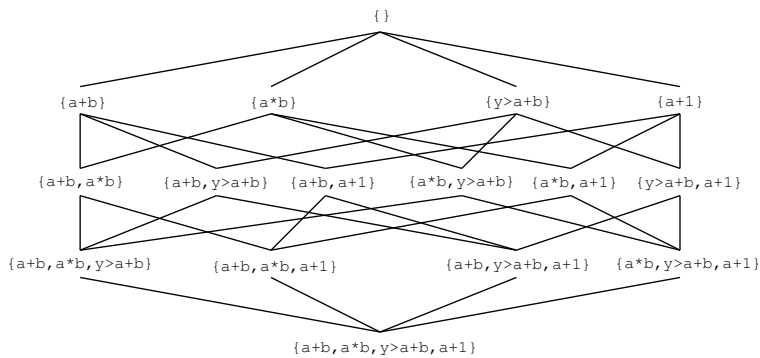 {}
{a+b} {a*b} {y>a+b} {a+1}
{a+b,a*b} {a+b,y>a+b} {a+b,a+1} {a*b,y>a+b} {a*b,a+1} {y>a+b,a+1}
{a+b,a*b,y>a+b} {a+b,a*b,a+1} {a+b,y>a+b,a+1} {a*b,y>a+b,a+1}
{a+b,a*b,y>a+b,a+1}